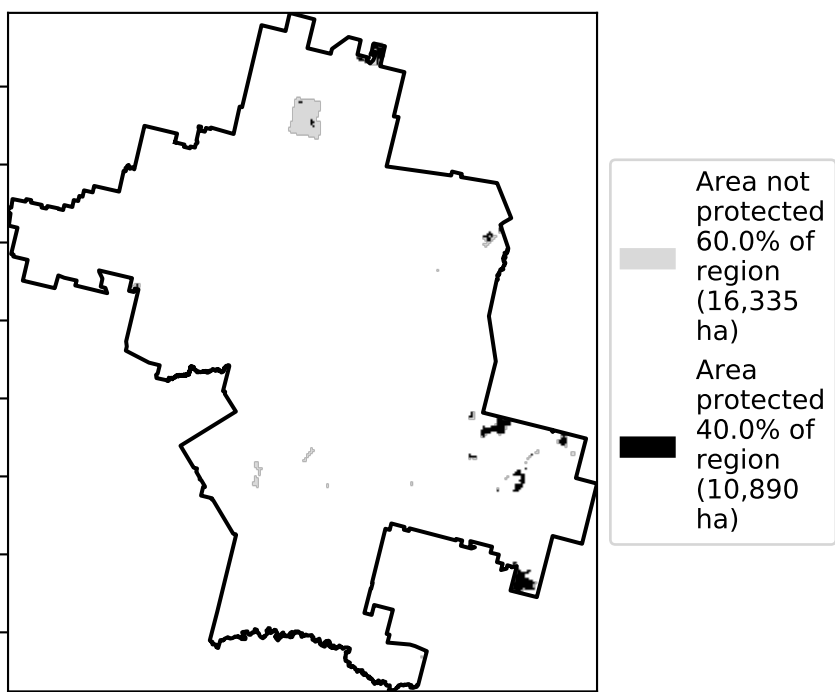 Area not
protected
60.0% of
region
(16,335
ha)
Area
protected
40.0% of
region
(10,890
ha)